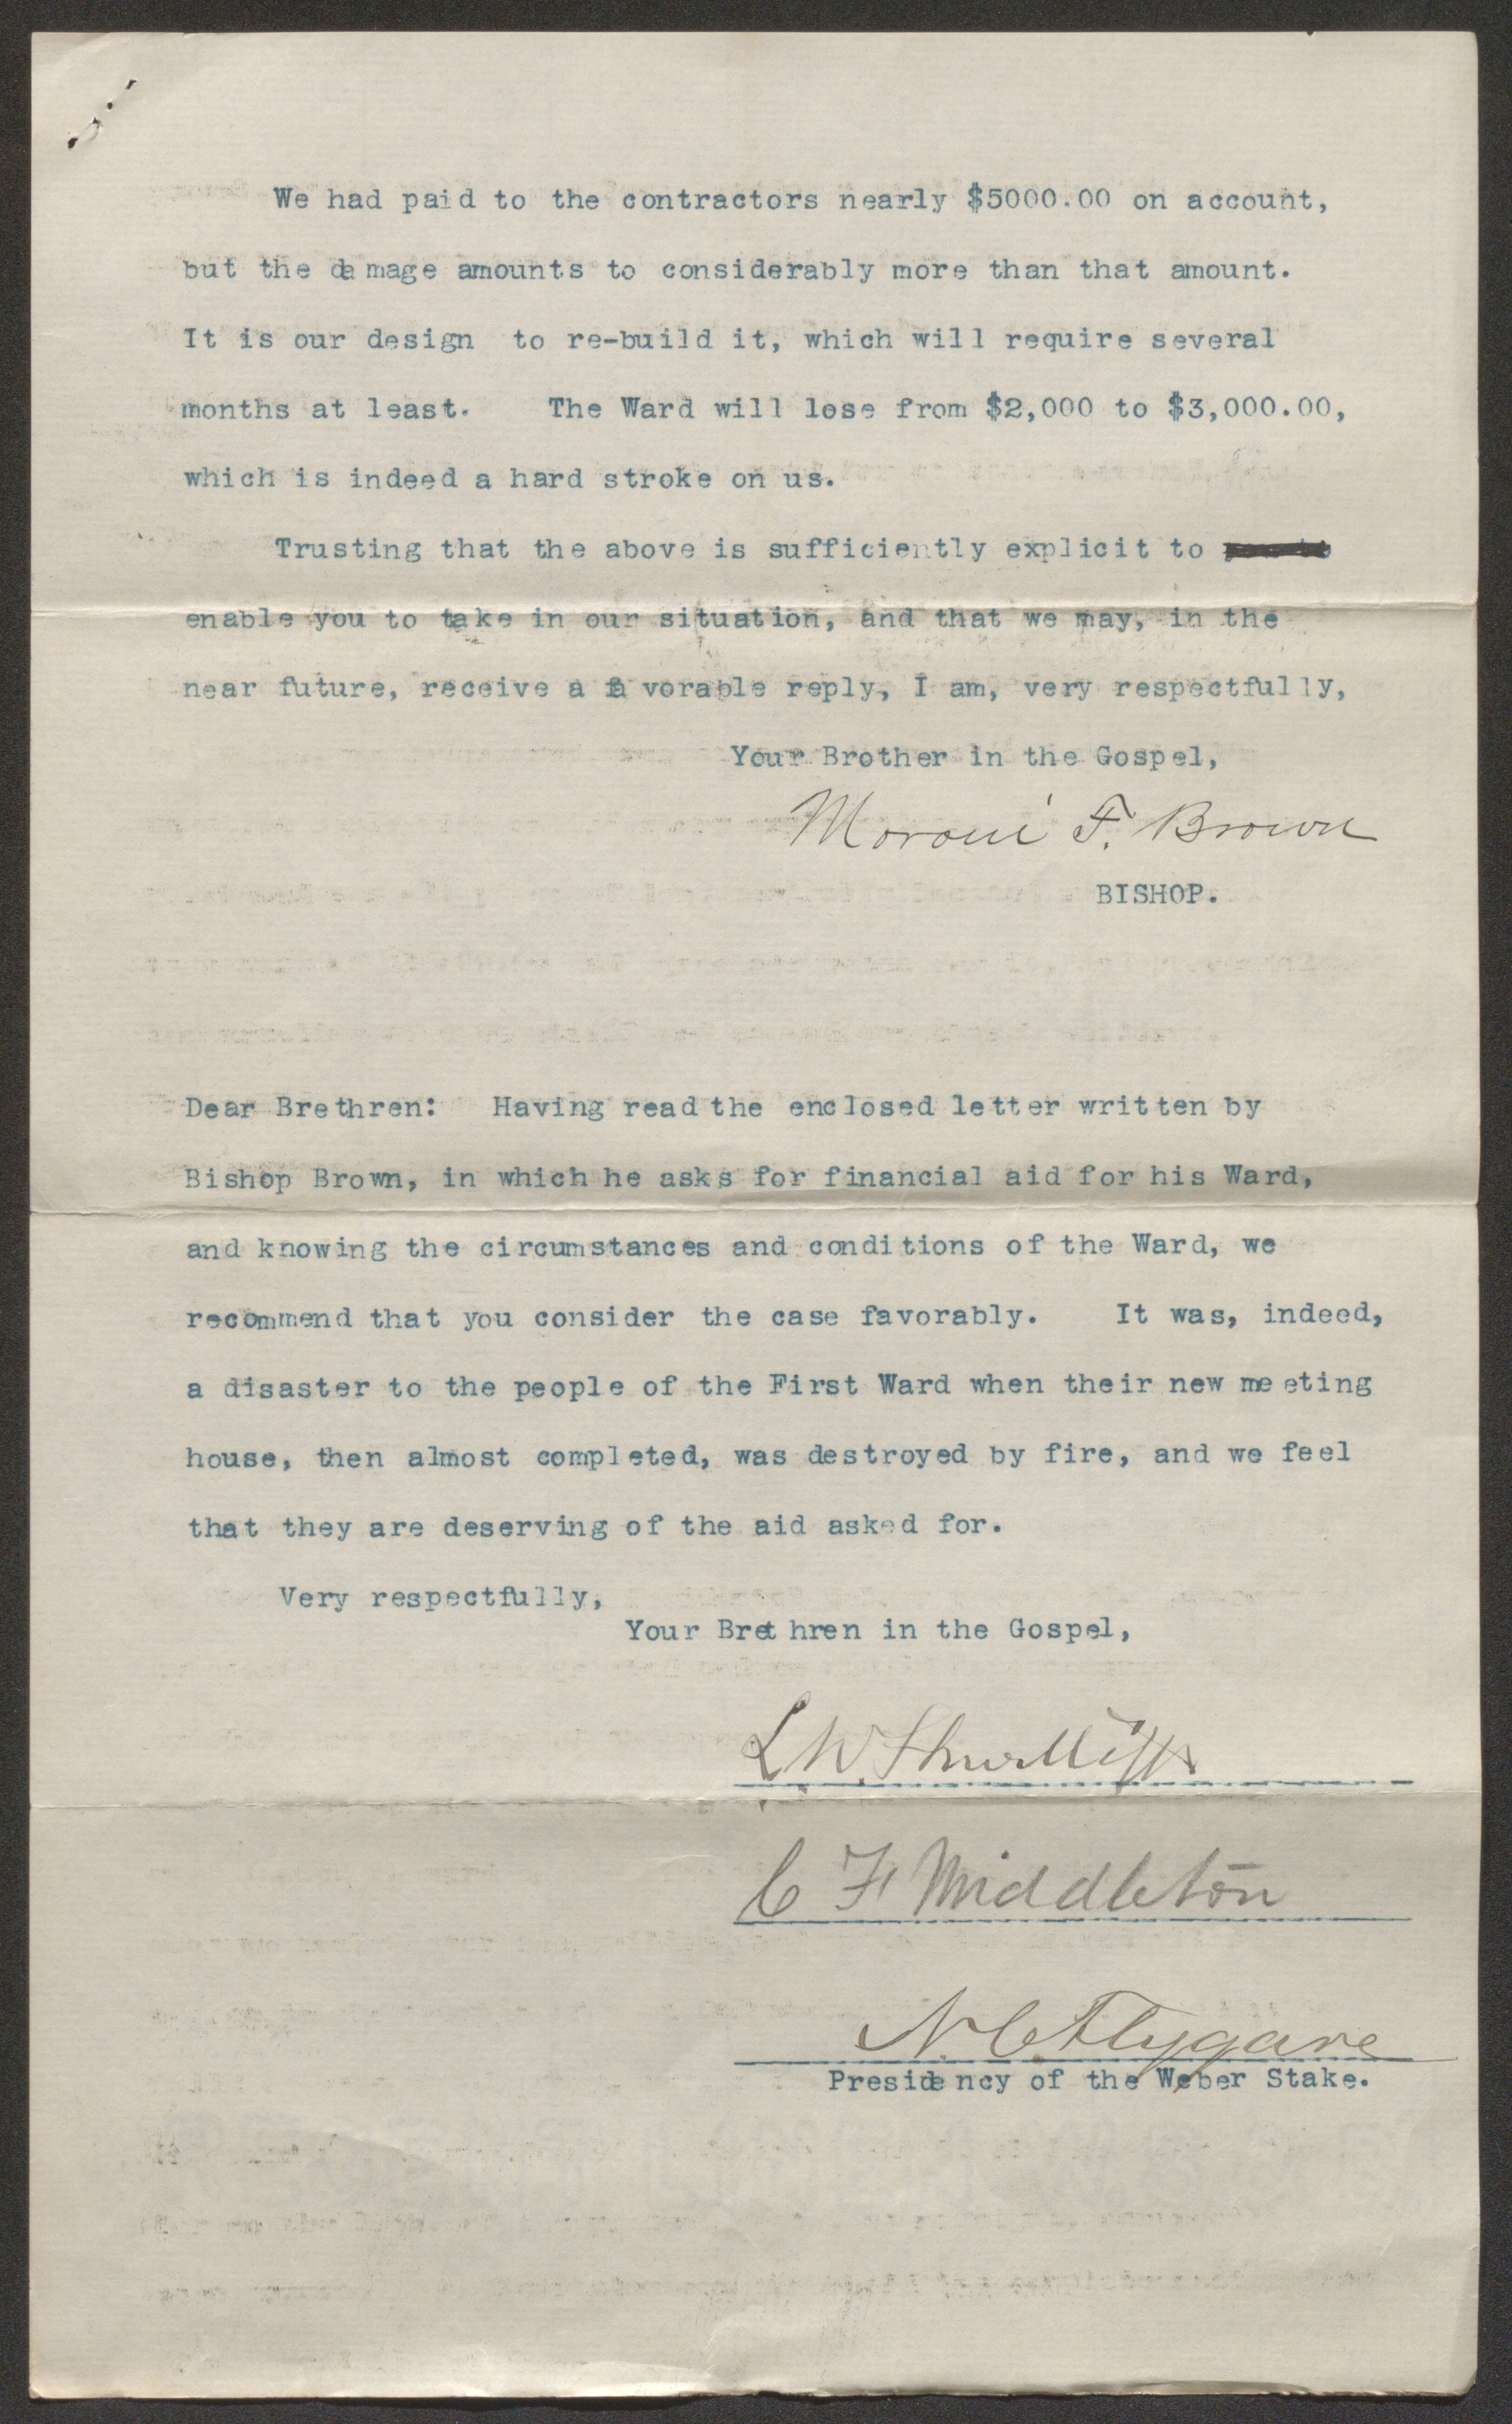 We had paid to the contractors nearly $5000.00 on account,
but the damage amounts to considerably more than that amount.
It is our design to re-build it, which will require several
months at least. The Ward will lose from $2,000 to $3,000.00,
which is indeed a hard stroke on us.
Trusting that the above is sufficiently explicit to
enable you to take in our situation, and that we may, in the
near future, receive a favorable reply, I am, very respectfully,
Your Brother in the Gospel,
Moroni F. Brown
BISHOP.
Dear Brethren: Having read the enclosed letter written by
Bishop Brown, in which he asks for financial aid for his Ward,
and knowing the circumstances and conditions of the Ward, we
recommend that you consider the case favorably. It was, indeed,
a disaster to the people of the First Ward when their new meeting
house, then almost completed, was destroyed by fire, and we feel
that they are deserving of the aid asked for.
Very respectfully,
Your Brethren in the Gospel,
L. W. Shurtliff
C F Middleton
N. C. Flygare
Presidency of the Weber Stake.